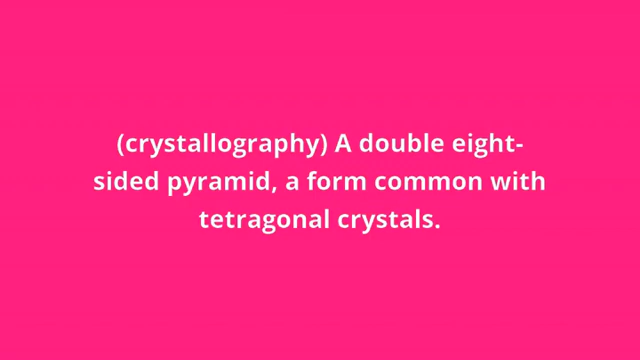 (crystallography) A double eight-
sided pyramid, a form common with
tetragonal crystals.